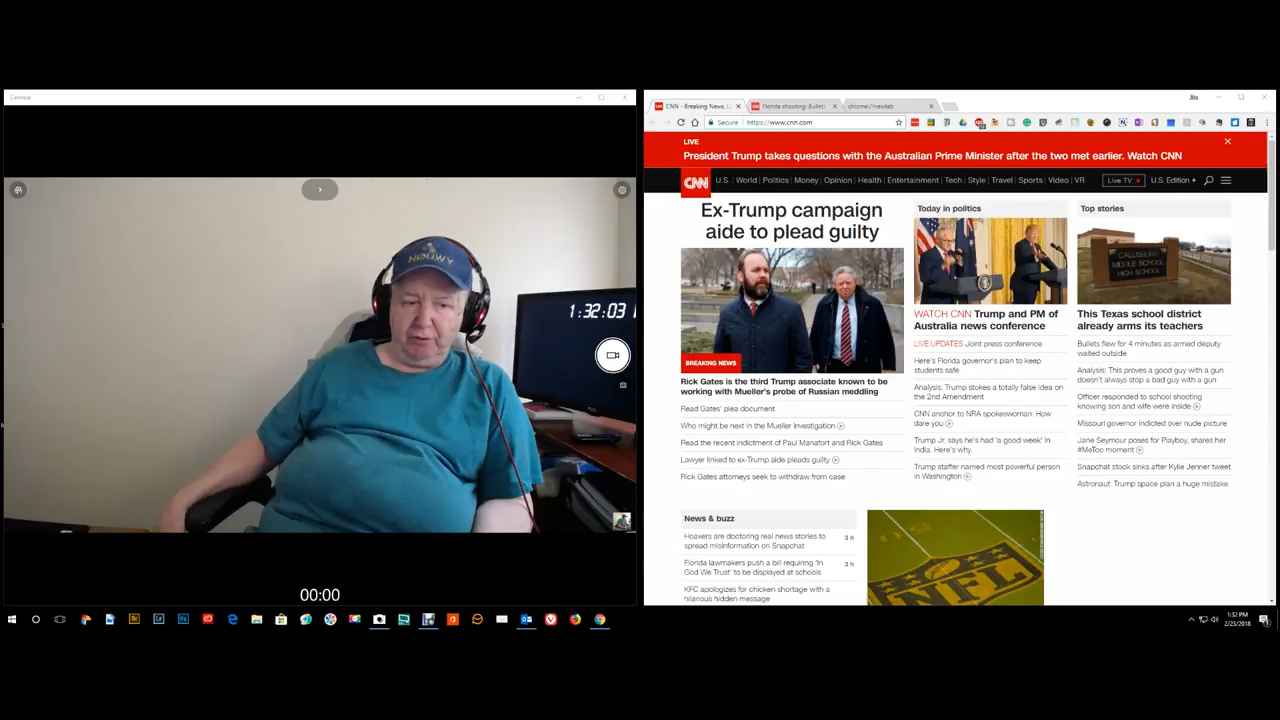 Camera
NØUWY
1:32:03
00:00
CNN - Breaking News, L
Florida shooting: Bullets
chrome://newtab
Secure
https://www.cnn.com
LIVE
President Trump takes questions with the Australian Prime Minister after the two met earlier. Watch CNN
CNN
U.S.
World
Politics
Money
Opinion
Health
Entertainment
Tech
Style
Travel
Sports
Video
VR
Live TV
U.S. Edition +
Ex-Trump campaign
aide to plead guilty
BREAKING NEWS
Rick Gates is the third Trump associate known to be
working with Mueller's probe of Russian meddling
Read Gates' plea document
Who might be next in the Mueller investigation
Read the recent indictment of Paul Manafort and Rick Gates
Lawyer linked to ex-Trump aide pleads guilty
Rick Gates attorneys seek to withdraw from case
Today in politics
WATCH CNN Trump and PM of
Australia news conference
LIVE UPDATES Joint press conference
Here's Florida governor's plan to keep
students safe
Analysis: Trump stokes a totally false idea on
the 2nd Amendment
CNN anchor to NRA spokeswoman: How
dare you
Trump Jr. says he's had 'a good week' in
India. Here's why.
Trump staffer named most powerful person
in Washington
Top stories
CALLISBURG
MIDDLE SCHOOL
HIGH SCHOOL
This Texas school district
already arms its teachers
Bullets flew for 4 minutes as armed deputy
waited outside
Analysis: This proves a good guy with a gun
doesn't always stop a bad guy with a gun
Officer responded to school shooting
knowing son and wife were inside
Missouri governor indicted over nude picture
Jane Seymour poses for Playboy, shares her
#MeToo moment
Snapchat stock sinks after Kylie Jenner tweet
Astronaut: Trump space plan a huge mistake
News & buzz
Hoaxers are doctoring real news stories to
spread misinformation on Snapchat
3 h
Florida lawmakers push a bill requiring 'In
God We Trust' to be displayed at schools
3 h
KFC apologizes for chicken shortage with a
hilarious hidden message
NFL
1:32 PM
2/23/2018